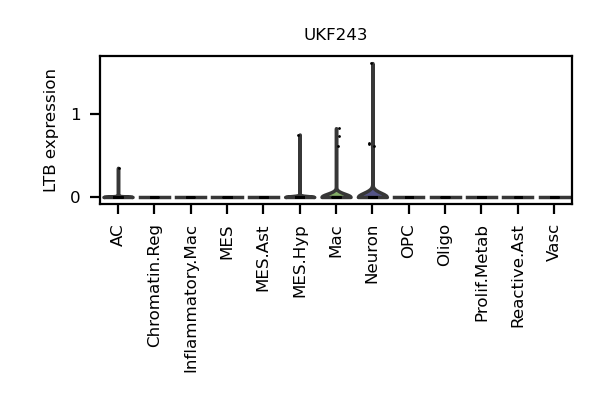 UKF243
LTB expression
1
0
AC
Chromatin.Reg
Inflammatory.Mac
MES
MES.Ast
MES.Hyp
Mac
Neuron
OPC
Oligo
Prolif.Metab
Reactive.Ast
Vasc